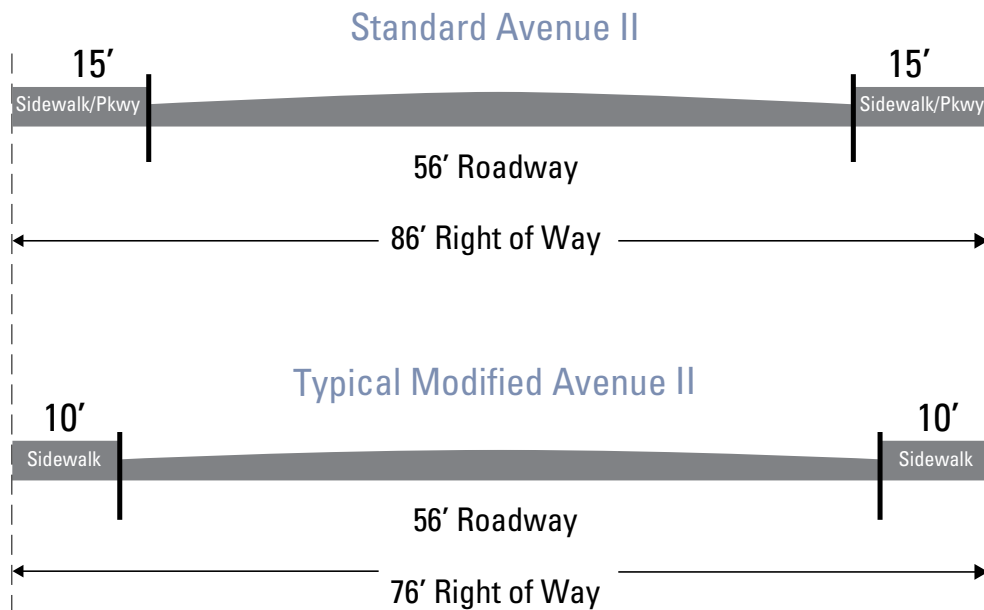 Standard Avenue II
15’ 15’
Sidewalk/Pkwy Sidewalk/Pkwy
56’ Roadway
86’ Right of Way
Typical Modified Avenue II
10’ 10’
Sidewalk Sidewalk
56’ Roadway
76’ Right of Way